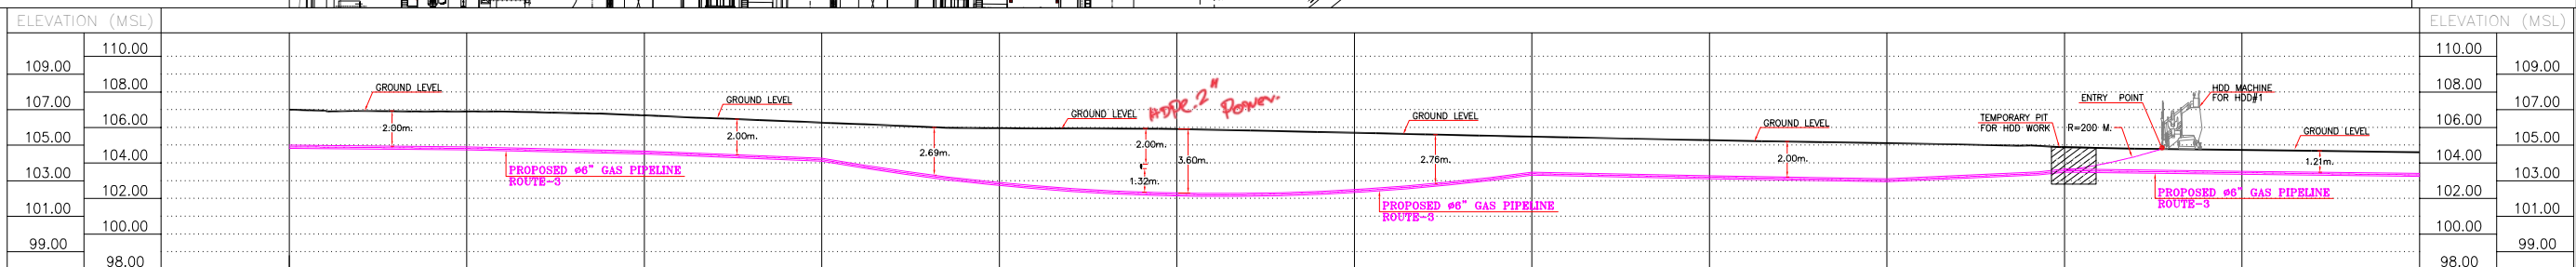 ELEVATION (MSL)
ELEVATION (MSL)
110.00
109.00
108.00
107.00
106.00
105.00
104.00
103.00
102.00
101.00
100.00
99.00
98.00
GROUND LEVEL
2.00m.
PROPOSED ø6" GAS PIPELINE
ROUTE-3
GROUND LEVEL
2.00m.
2.69m.
GROUND LEVEL
HDPE 2"
2.00m.
3.60m.
1.32m.
GROUND LEVEL
2.76m.
PROPOSED ø6" GAS PIPELINE
ROUTE-3
GROUND LEVEL
2.00m.
TEMPORARY PIT
FOR HDD WORK
R=200 M.
ENTRY POINT
HDD MACHINE
FOR HDD#1
GROUND LEVEL
1.21m.
PROPOSED ø6" GAS PIPELINE
ROUTE-3
110.00
109.00
108.00
107.00
106.00
105.00
104.00
103.00
102.00
101.00
100.00
99.00
98.00